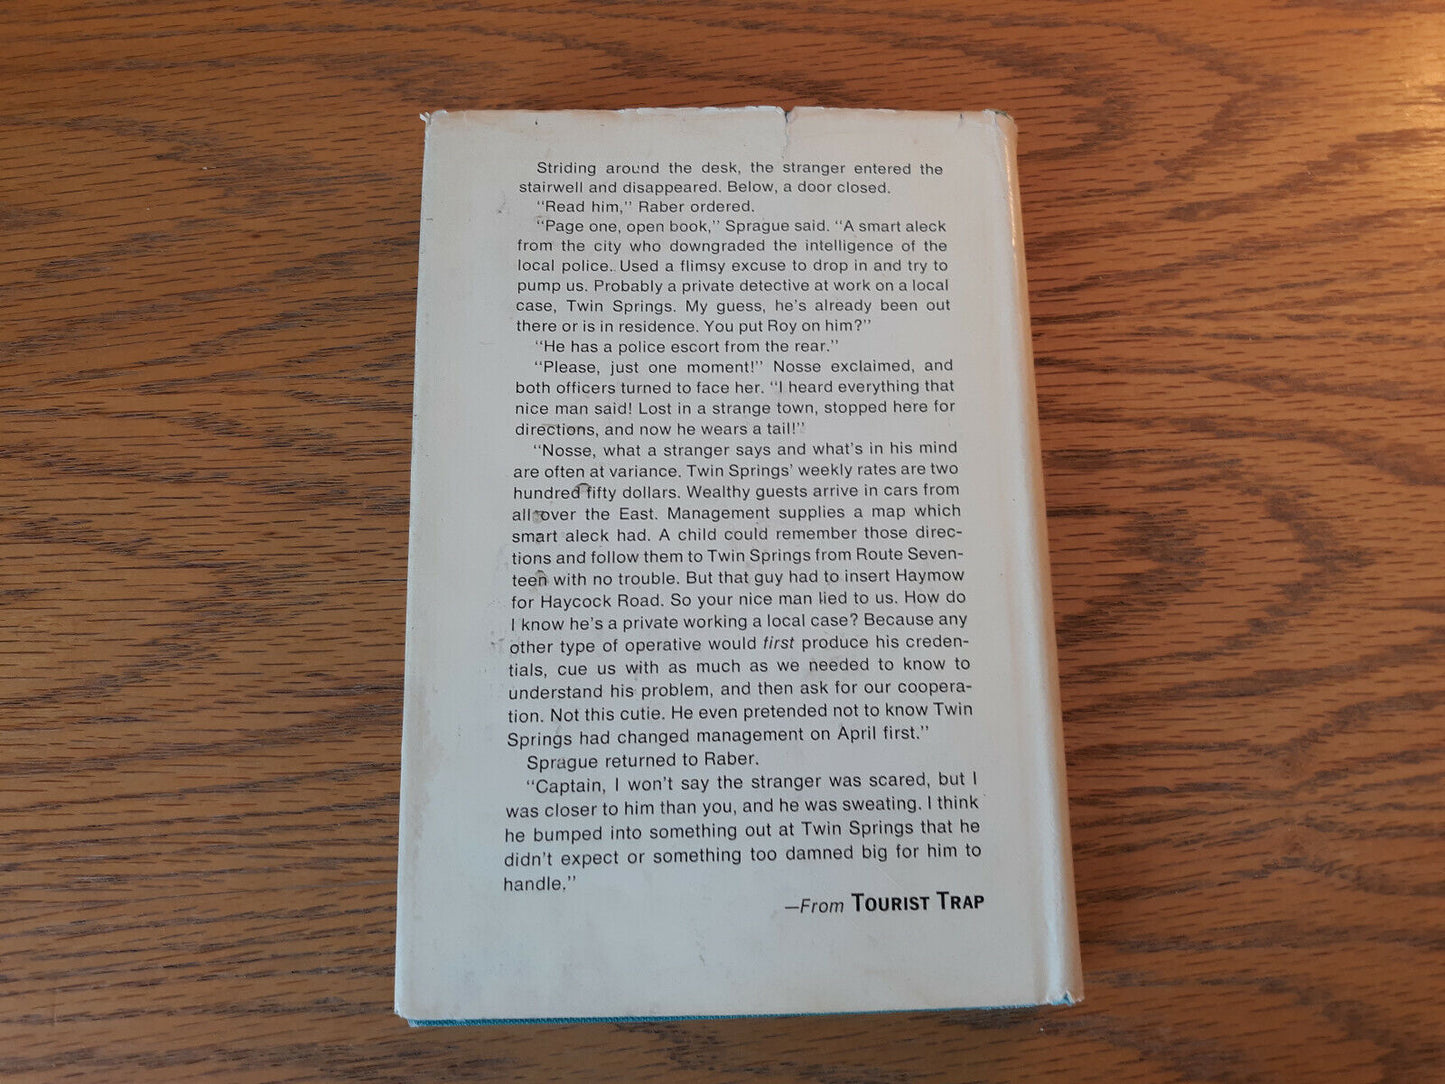 Striding around the desk, the stranger entered the
stairwell and disappeared. Below, a door closed.
"Read him," Raber ordered.
"Page one, open book," Sprague said. "A smart aleck
from the city who downgraded the intelligence of the
local police. Used a flimsy excuse to drop in and try to
pump us. Probably a private detective at work on a local
case, Twin Springs. My guess, he's already been out
there or is in residence. You put Roy on him?"
"He has a police escort from the rear."
"Please, just one moment!" Nosse exclaimed, and
both officers turned to face her. "I heard everything that
nice man said! Lost in a strange town, stopped here for
directions, and now he wears a tail!"
"Nosse, what a stranger says and what's in his mind
are often at variance. Twin Springs' weekly rates are two
hundred fifty dollars. Wealthy guests arrive in cars from
all over the East. Management supplies a map which
smart aleck had. A child could remember those direc-
tions and follow them to Twin Springs from Route Seven-
teen with no trouble. But that guy had to insert Haymow
for Haycock Road. So your nice man lied to us. How do
I know he's a private working a local case? Because any
other type of operative would first produce his creden-
tials, cue us with as much as we needed to know to
understand his problem, and then ask for our coopera-
tion. Not this cutie. He even pretended not to know Twin
Springs had changed management on April first."
Sprague returned to Raber.
"Captain, I won't say the stranger was scared, but I
was closer to him than you, and he was sweating. I think
he bumped into something out at Twin Springs that he
didn't expect or something too damned big for him to
handle."
—From TOURIST TRAP